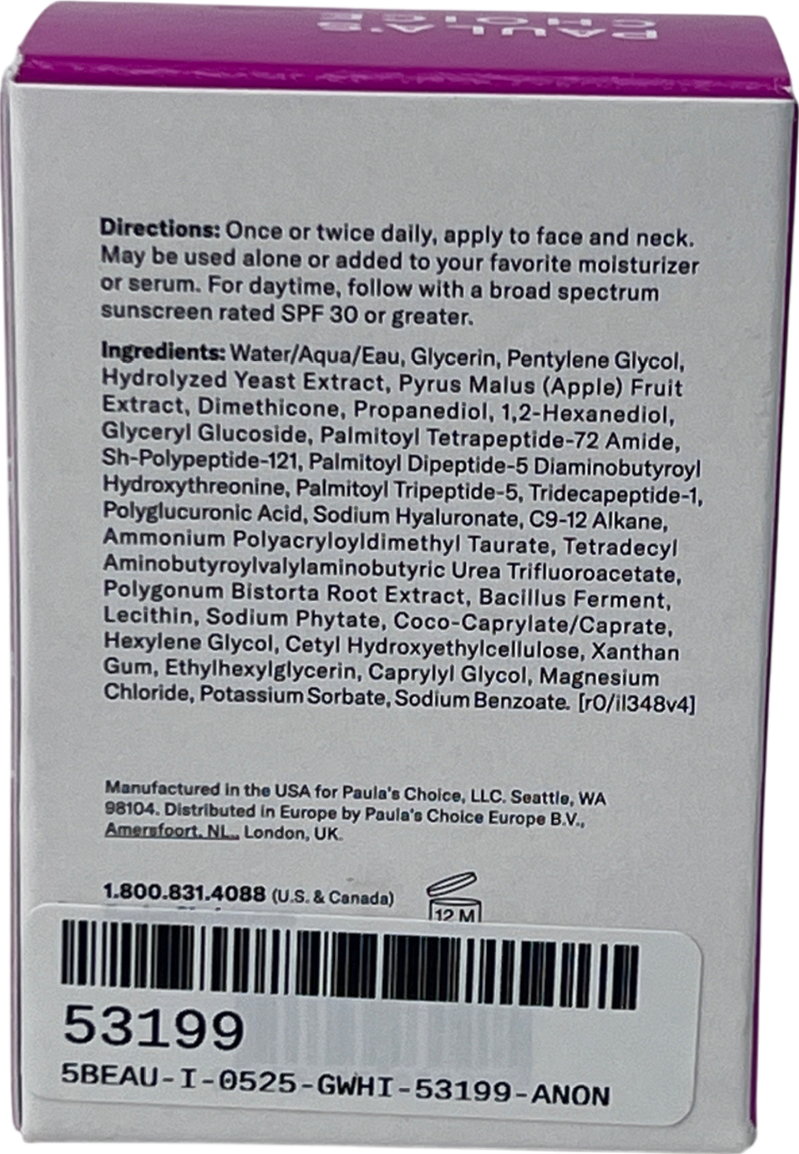 PAULA'S
CHOICE
Directions: Once or twice daily, apply to face and neck.
May be used alone or added to your favorite moisturizer
or serum. For daytime, follow with a broad spectrum
sunscreen rated SPF 30 or greater.
Ingredients: Water/Aqua/Eau, Glycerin, Pentylene Glycol,
Hydrolyzed Yeast Extract, Pyrus Malus (Apple) Fruit
Extract, Dimethicone, Propanediol, 1,2-Hexanediol,
Glyceryl Glucoside, Palmitoyl Tetrapeptide-72 Amide,
Sh-Polypeptide-121, Palmitoyl Dipeptide-5 Diaminobutyroyl
Hydroxythreonine, Palmitoyl Tripeptide-5, Tridecapeptide-1,
Polyglucuronic Acid, Sodium Hyaluronate, C9-12 Alkane,
Ammonium Polyacryloyldimethyl Taurate, Tetradecyl
Aminobutyroylvalylaminobutyric Urea Trifluoroacetate,
Polygonum Bistorta Root Extract, Bacillus Ferment,
Lecithin, Sodium Phytate, Coco-Caprylate/Caprate,
Hexylene Glycol, Cetyl Hydroxyethylcellulose, Xanthan
Gum, Ethylhexylglycerin, Caprylyl Glycol, Magnesium
Chloride, Potassium Sorbate, Sodium Benzoate. [r0/il348v4]
Manufactured in the USA for Paula's Choice, LLC. Seattle, WA
98104. Distributed in Europe by Paula's Choice Europe B.V.,
Amersfoort, NL., London, UK.
1.800.831.4088 (U.S. & Canada)
12 M
53199
5BEAU-I-0525-GWHI-53199-ANON